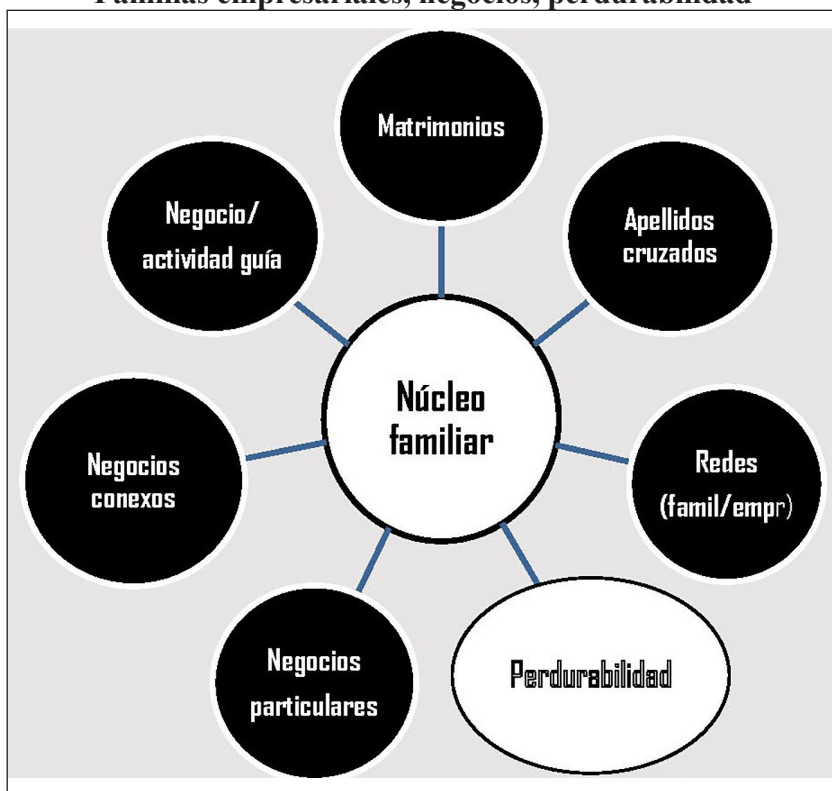 Familias empresariales, negocios, perdurabilidad
Matrimonios
Negocio/
actividad guía
Apellidos
cruzados
Núcleo
familiar
Negocios
conexos
Redes
(famil/empr)
Negocios
particulares
Perdurabilidad